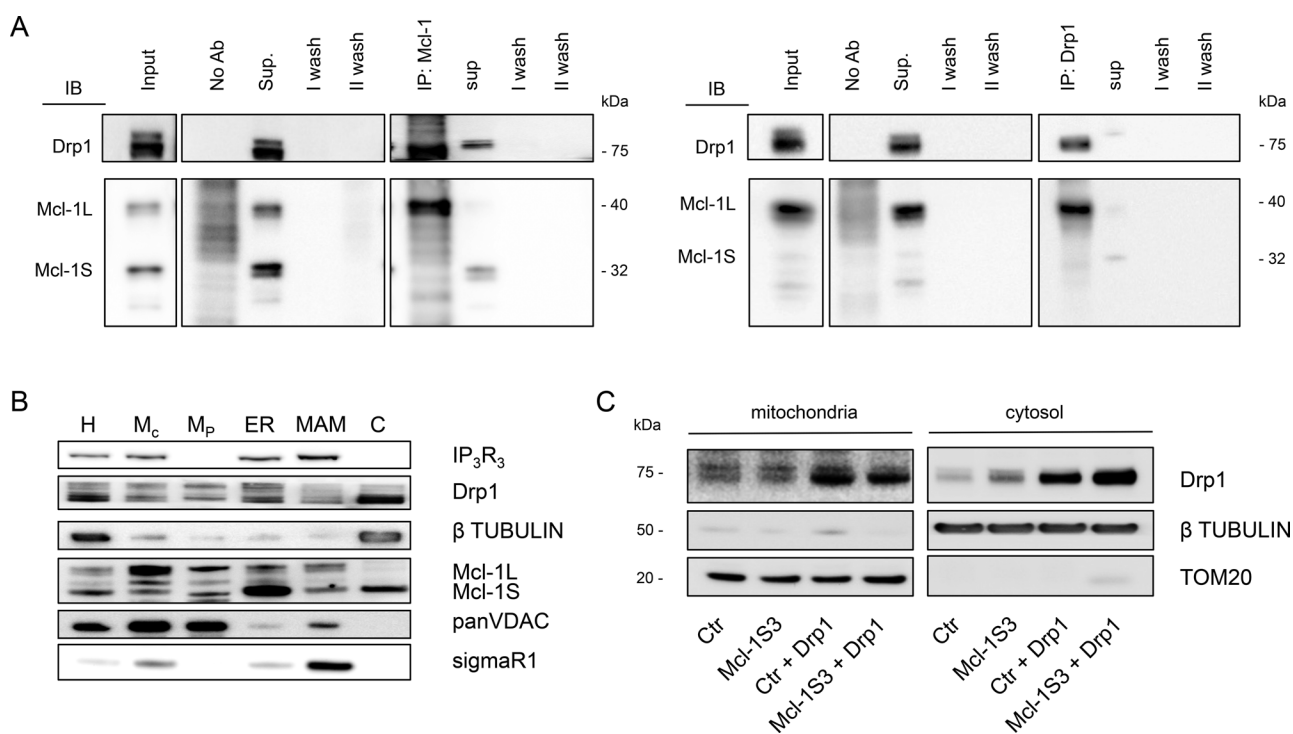 A
IB
Input
No Ab
Sup.
I wash
II wash
IP: Mcl-1
sup
I wash
II wash
kDa
Drp1
- 75
Mcl-1L
- 40
Mcl-1S
- 32
IB
Input
No Ab
Sup.
I wash
II wash
IP: Drp1
sup
I wash
II wash
kDa
Drp1
- 75
Mcl-1L
- 40
Mcl-1S
- 32
B
H Mc MP ER MAM C
IP3R3
Drp1
β TUBULIN
Mcl-1L
Mcl-1S
panVDAC
sigmaR1
C
kDa
mitochondria
cytosol
75 -
Drp1
50 -
β TUBULIN
20 -
TOM20
Ctr
Mcl-1S3
Ctr + Drp1
Mcl-1S3 + Drp1
Ctr
Mcl-1S3
Ctr + Drp1
Mcl-1S3 + Drp1